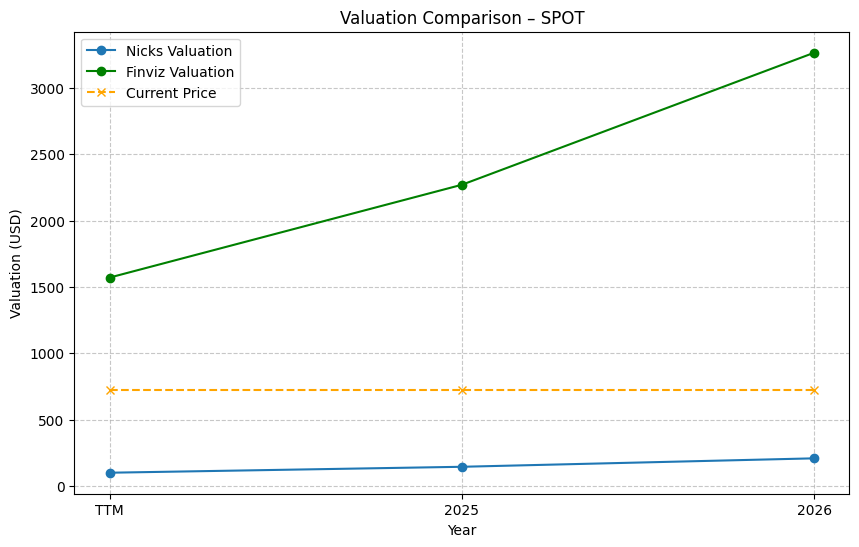 Valuation Comparison – SPOT
Nicks Valuation
Finviz Valuation
Current Price
Valuation (USD)
3000
2500
2000
1500
1000
500
0
TTM
2025
2026
Year